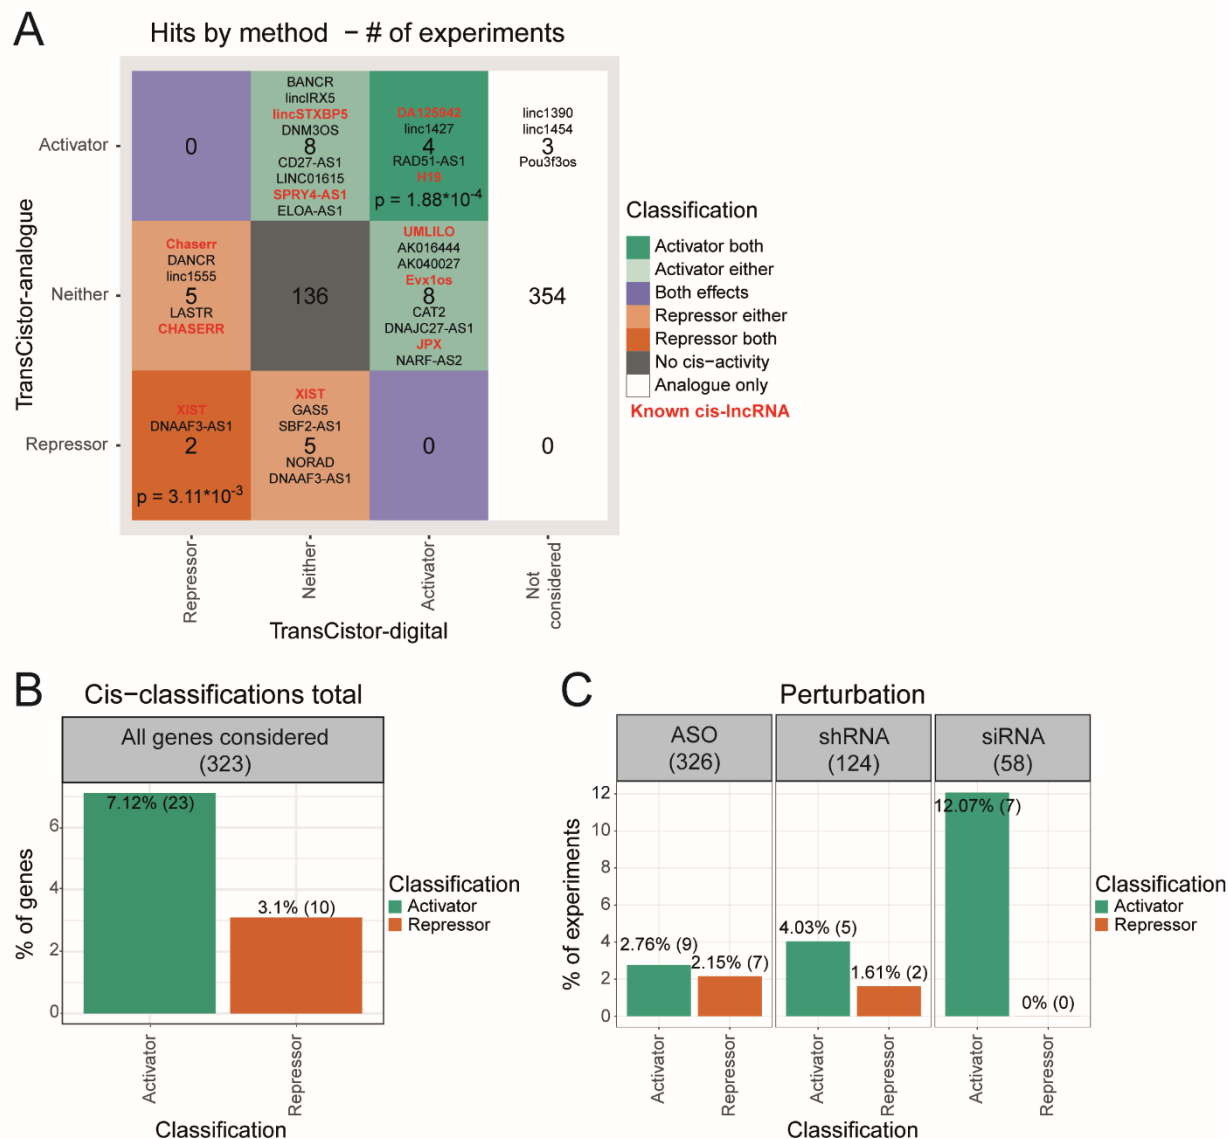 A
Hits by method − # of experiments
TransCistor-analogue
Activator
Neither
Repressor
0
BANCR
lincIRX5
lincSTXBP5
DNM3OS
8
CD27-AS1
LINC01615
SPRY4-AS1
ELOA-AS1
DA125942
linc1427
4
RAD51-AS1
H19
p = 1.88*10-4
linc1390
linc1454
3
Pou3f3os
Chaserr
DANCR
linc1555
5
LASTR
CHASERR
136
UMLILO
AK016444
AK040027
Evx1os
8
CAT2
DNAJC27-AS1
JPX
NARF-AS2
354
XIST
DNAAF3-AS1
2
p = 3.11*10-3
XIST
GAS5
SBF2-AS1
5
NORAD
DNAAF3-AS1
0
0
Repressor
Neither
Activator
Not
considered
TransCistor-digital
Classification
Activator both
Activator either
Both effects
Repressor either
Repressor both
No cis-activity
Analogue only
Known cis-lncRNA
B
Cis−classifications total
All genes considered
(323)
% of genes
6
4
2
0
7.12% (23)
3.1% (10)
Activator
Repressor
Classification
Classification
Activator
Repressor
C
Perturbation
ASO
(326)
shRNA
(124)
siRNA
(58)
% of experiments
12
10
8
6
4
2
0
2.76% (9)
2.15% (7)
4.03% (5)
1.61% (2)
12.07% (7)
0% (0)
Activator
Repressor
Activator
Repressor
Activator
Repressor
Classification
Classification
Activator
Repressor